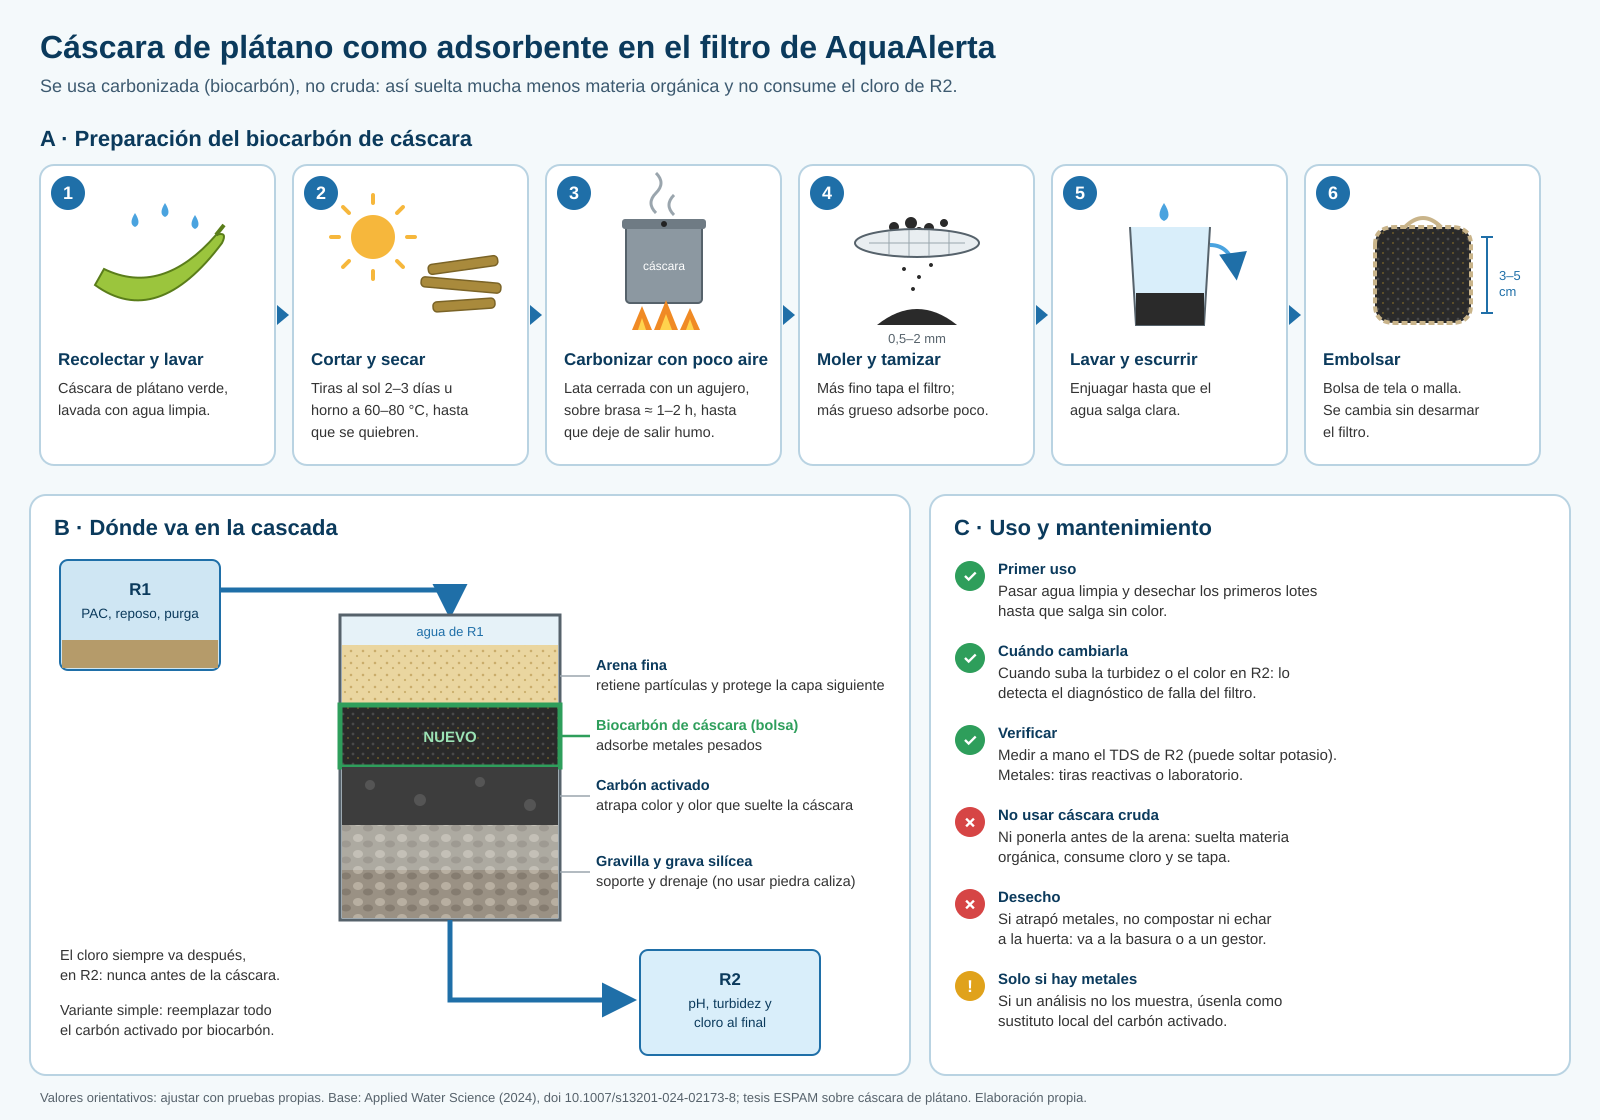 Cáscara de plátano como adsorbente en el filtro de AquaAlerta
Se usa carbonizada (biocarbón), no cruda: así suelta mucha menos materia orgánica y no consume el cloro de R2.
A · Preparación del biocarbón de cáscara
1
Recolectar y lavar
Cáscara de plátano verde,
lavada con agua limpia.
2
Cortar y secar
Tiras al sol 2–3 días u
horno a 60–80 °C, hasta
que se quiebren.
3
cáscara
Carbonizar con poco aire
Lata cerrada con un agujero,
sobre brasa ≈ 1–2 h, hasta
que deje de salir humo.
4
0,5–2 mm
Moler y tamizar
Más fino tapa el filtro;
más grueso adsorbe poco.
5
Lavar y escurrir
Enjuagar hasta que el
agua salga clara.
6
3–5
cm
Embolsar
Bolsa de tela o malla.
Se cambia sin desarmar
el filtro.
B · Dónde va en la cascada
R1
PAC, reposo, purga
agua de R1
Arena fina
retiene partículas y protege la capa siguiente
NUEVO
Biocarbón de cáscara (bolsa)
adsorbe metales pesados
Carbón activado
atrapa color y olor que suelte la cáscara
Gravilla y grava silícea
soporte y drenaje (no usar piedra caliza)
El cloro siempre va después,
en R2: nunca antes de la cáscara.
Variante simple: reemplazar todo
el carbón activado por biocarbón.
R2
pH, turbidez y
cloro al final
C · Uso y mantenimiento
Primer uso
Pasar agua limpia y desechar los primeros lotes
hasta que salga sin color.
Cuándo cambiarla
Cuando suba la turbidez o el color en R2: lo
detecta el diagnóstico de falla del filtro.
Verificar
Medir a mano el TDS de R2 (puede soltar potasio).
Metales: tiras reactivas o laboratorio.
No usar cáscara cruda
Ni ponerla antes de la arena: suelta materia
orgánica, consume cloro y se tapa.
Desecho
Si atrapó metales, no compostar ni echar
a la huerta: va a la basura o a un gestor.
!
Solo si hay metales
Si un análisis no los muestra, úsenla como
sustituto local del carbón activado.
Valores orientativos: ajustar con pruebas propias. Base: Applied Water Science (2024), doi 10.1007/s13201-024-02173-8; tesis ESPAM sobre cáscara de plátano. Elaboración propia.